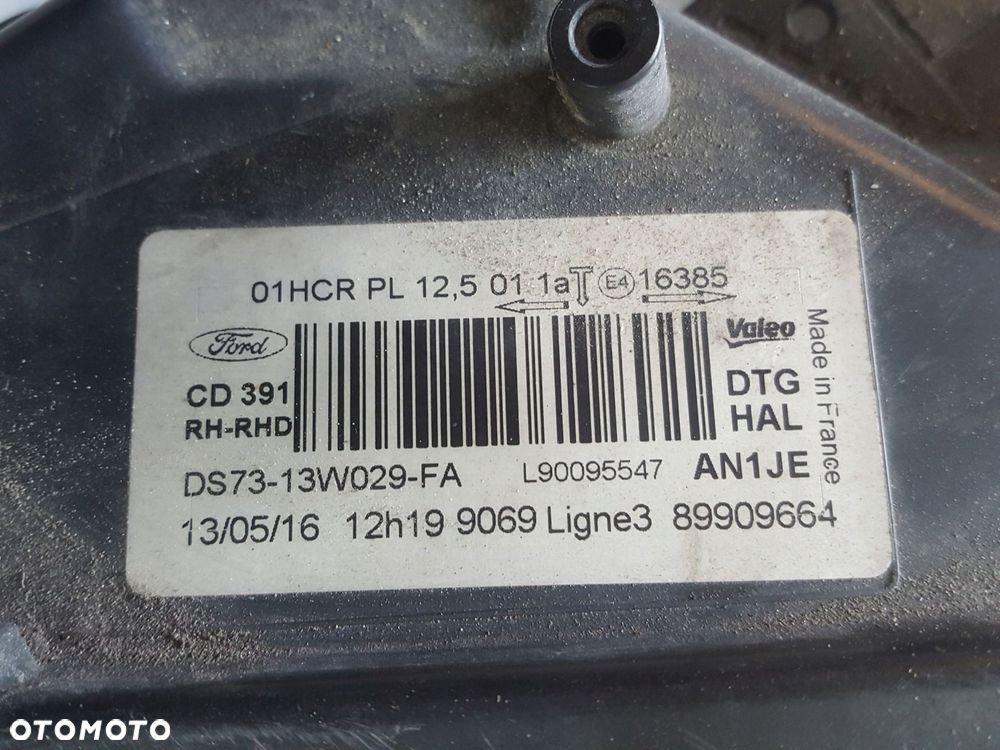 01HCR PL 12,5 01 1a E4 16385
Ford
Valeo
CD 391
DTG
RH-RHD
HAL
DS73-13W029-FA L90095547 AN1JE
13/05/16 12h19 9069 Ligne3 89909664
Made in France
OTOMOTO